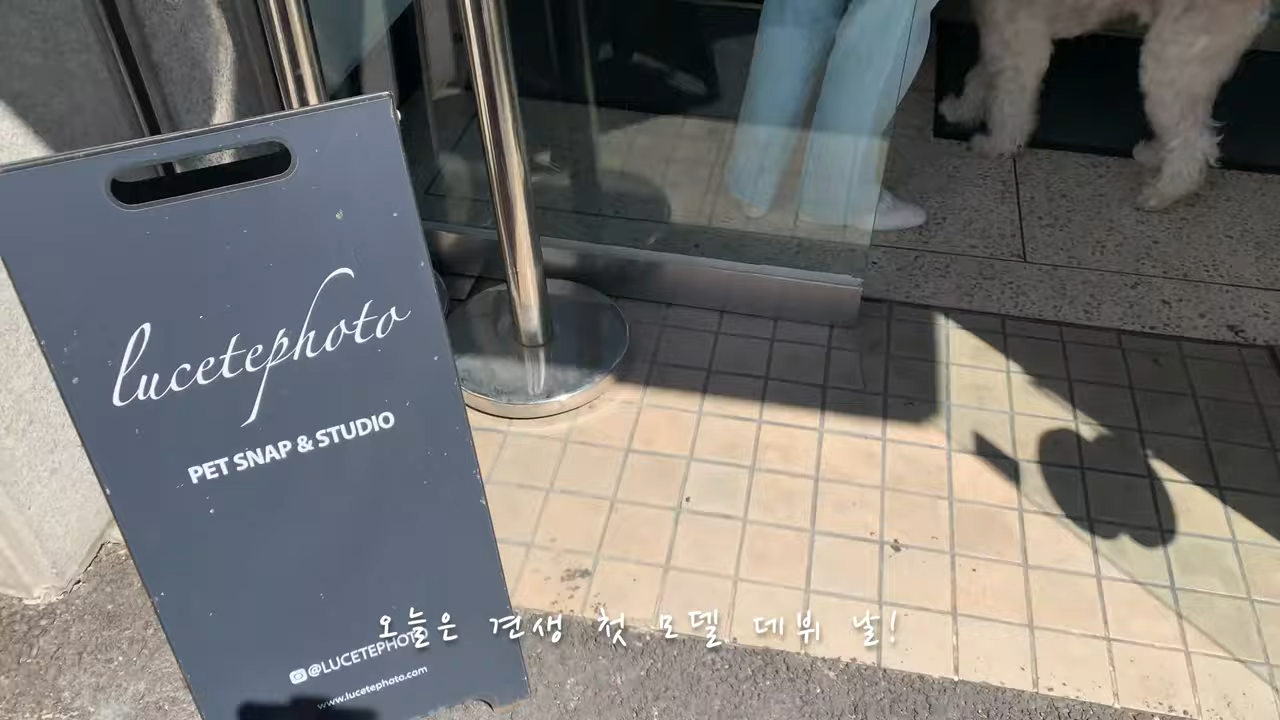 lucetephoto
PET SNAP & STUDIO
@LUCETEPHOTO
www.lucetephoto.com
오늘은 견생 첫 모델 데뷔 날!